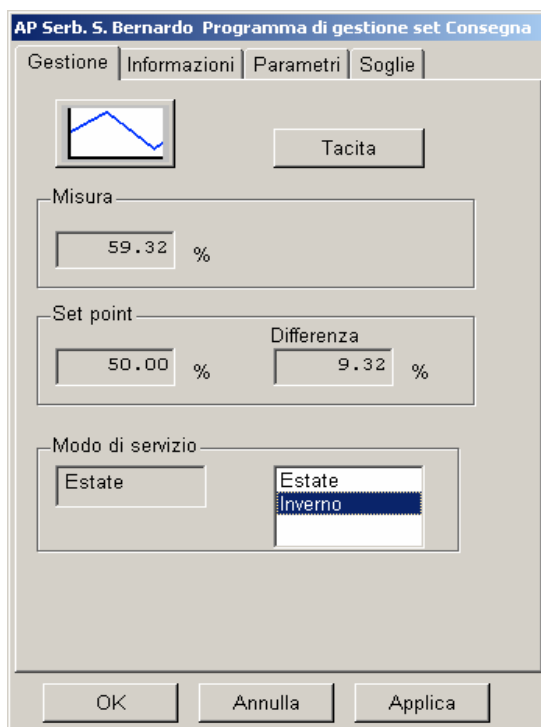 AP Serb. S. Bernardo Programma di gestione set Consegna
Gestione Informazioni Parametri Soglie
Tacita
Misura
59.32 %
Set point
Differenza
50.00 % 9.32 %
Modo di servizio
Estate Estate
Inverno
OK Annulla Applica